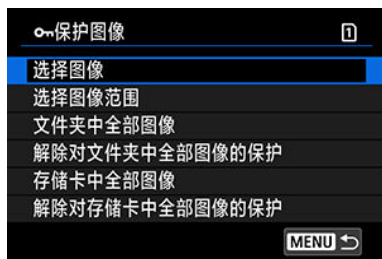 保护图像
1
选择图像
选择图像范围
文件夹中全部图像
解除对文件夹中全部图像的保护
存储卡中全部图像
解除对存储卡中全部图像的保护
MENU